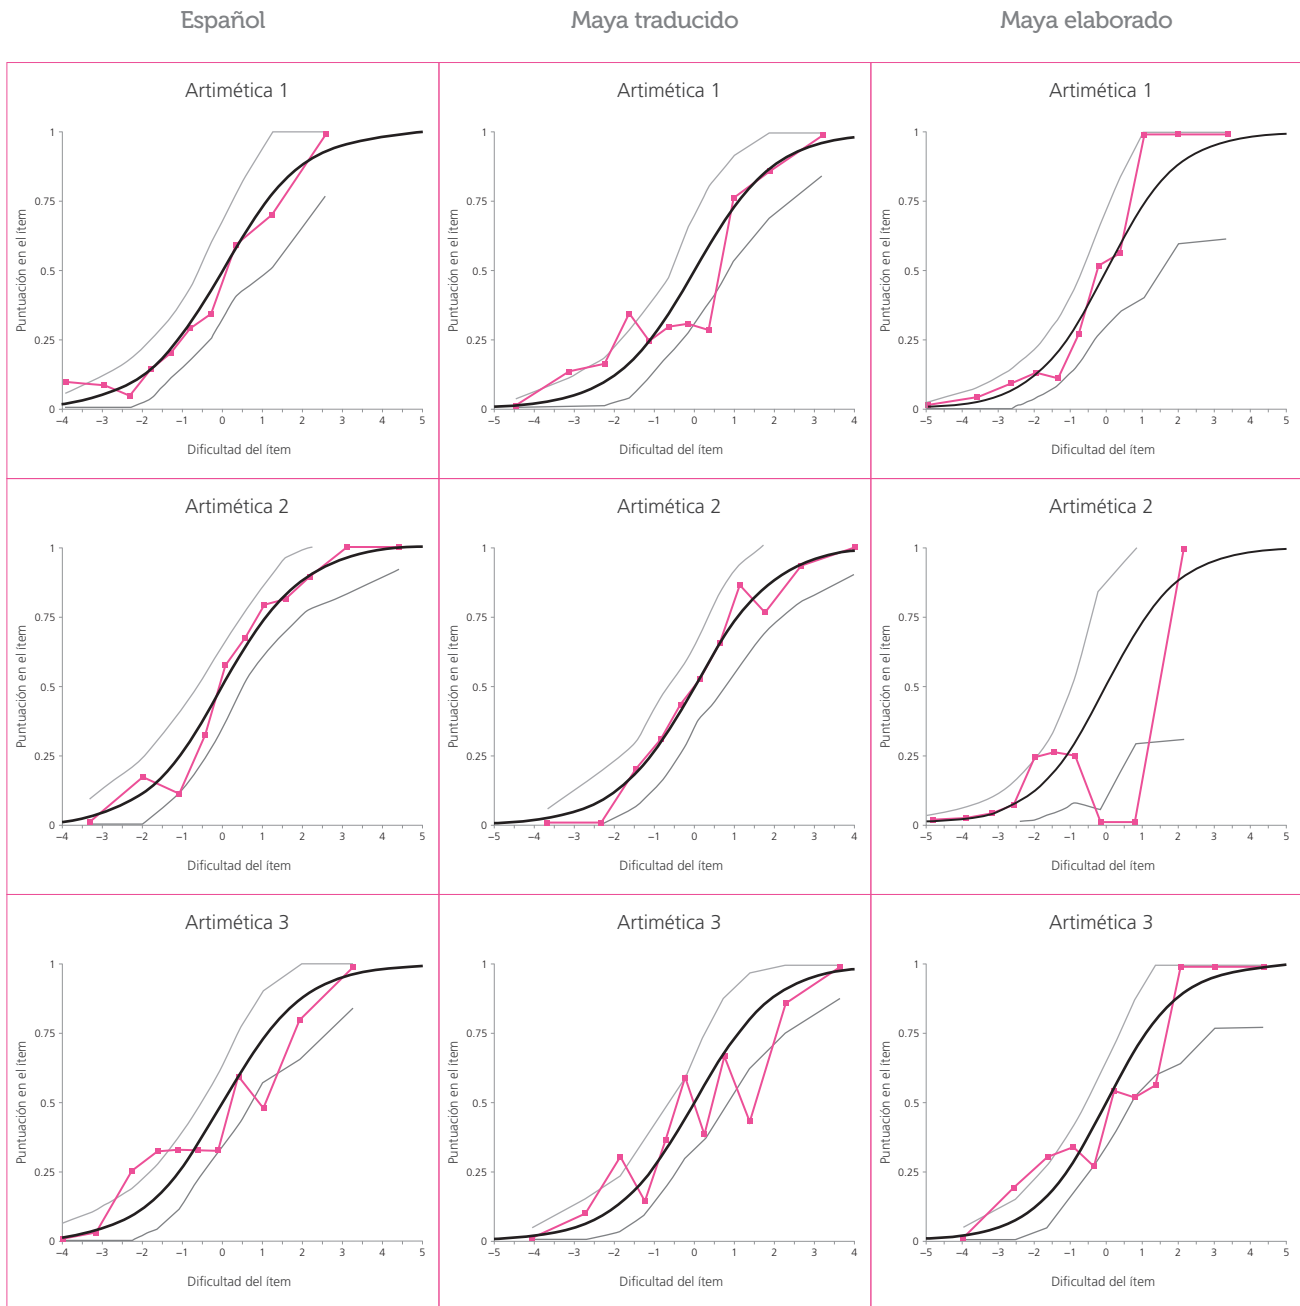 Español Maya traducido Maya elaborado
Artimética 1 Artimética 1 Artimética 1
Puntuación en el ítem Puntuación en el ítem Puntuación en el ítem
1 1 1
0.75 0.75 0.75
0.5 0.5 0.5
0.25 0.25 0.25
0 0 0
−4 −3 −2 −1 0 1 2 3 4 5 −5 −4 −3 −2 −1 0 1 2 3 4 −5 −4 −3 −2 −1 0 1 2 3 4 5
Dificultad del ítem Dificultad del ítem Dificultad del ítem
Artimética 2 Artimética 2 Artimética 2
Puntuación en el ítem Puntuación en el ítem Puntuación en el ítem
1 1 1
0.75 0.75 0.75
0.5 0.5 0.5
0.25 0.25 0.25
0 0 0
−4 −3 −2 −1 0 1 2 3 4 5 −5 −4 −3 −2 −1 0 1 2 3 4 −5 −4 −3 −2 −1 0 1 2 3 4 5
Dificultad del ítem Dificultad del ítem Dificultad del ítem
Artimética 3 Artimética 3 Artimética 3
Puntuación en el ítem Puntuación en el ítem Puntuación en el ítem
1 1 1
0.75 0.75 0.75
0.5 0.5 0.5
0.25 0.25 0.25
0 0 0
−4 −3 −2 −1 0 1 2 3 4 5 −5 −4 −3 −2 −1 0 1 2 3 4 −5 −4 −3 −2 −1 0 1 2 3 4 5
Dificultad del ítem Dificultad del ítem Dificultad del ítem